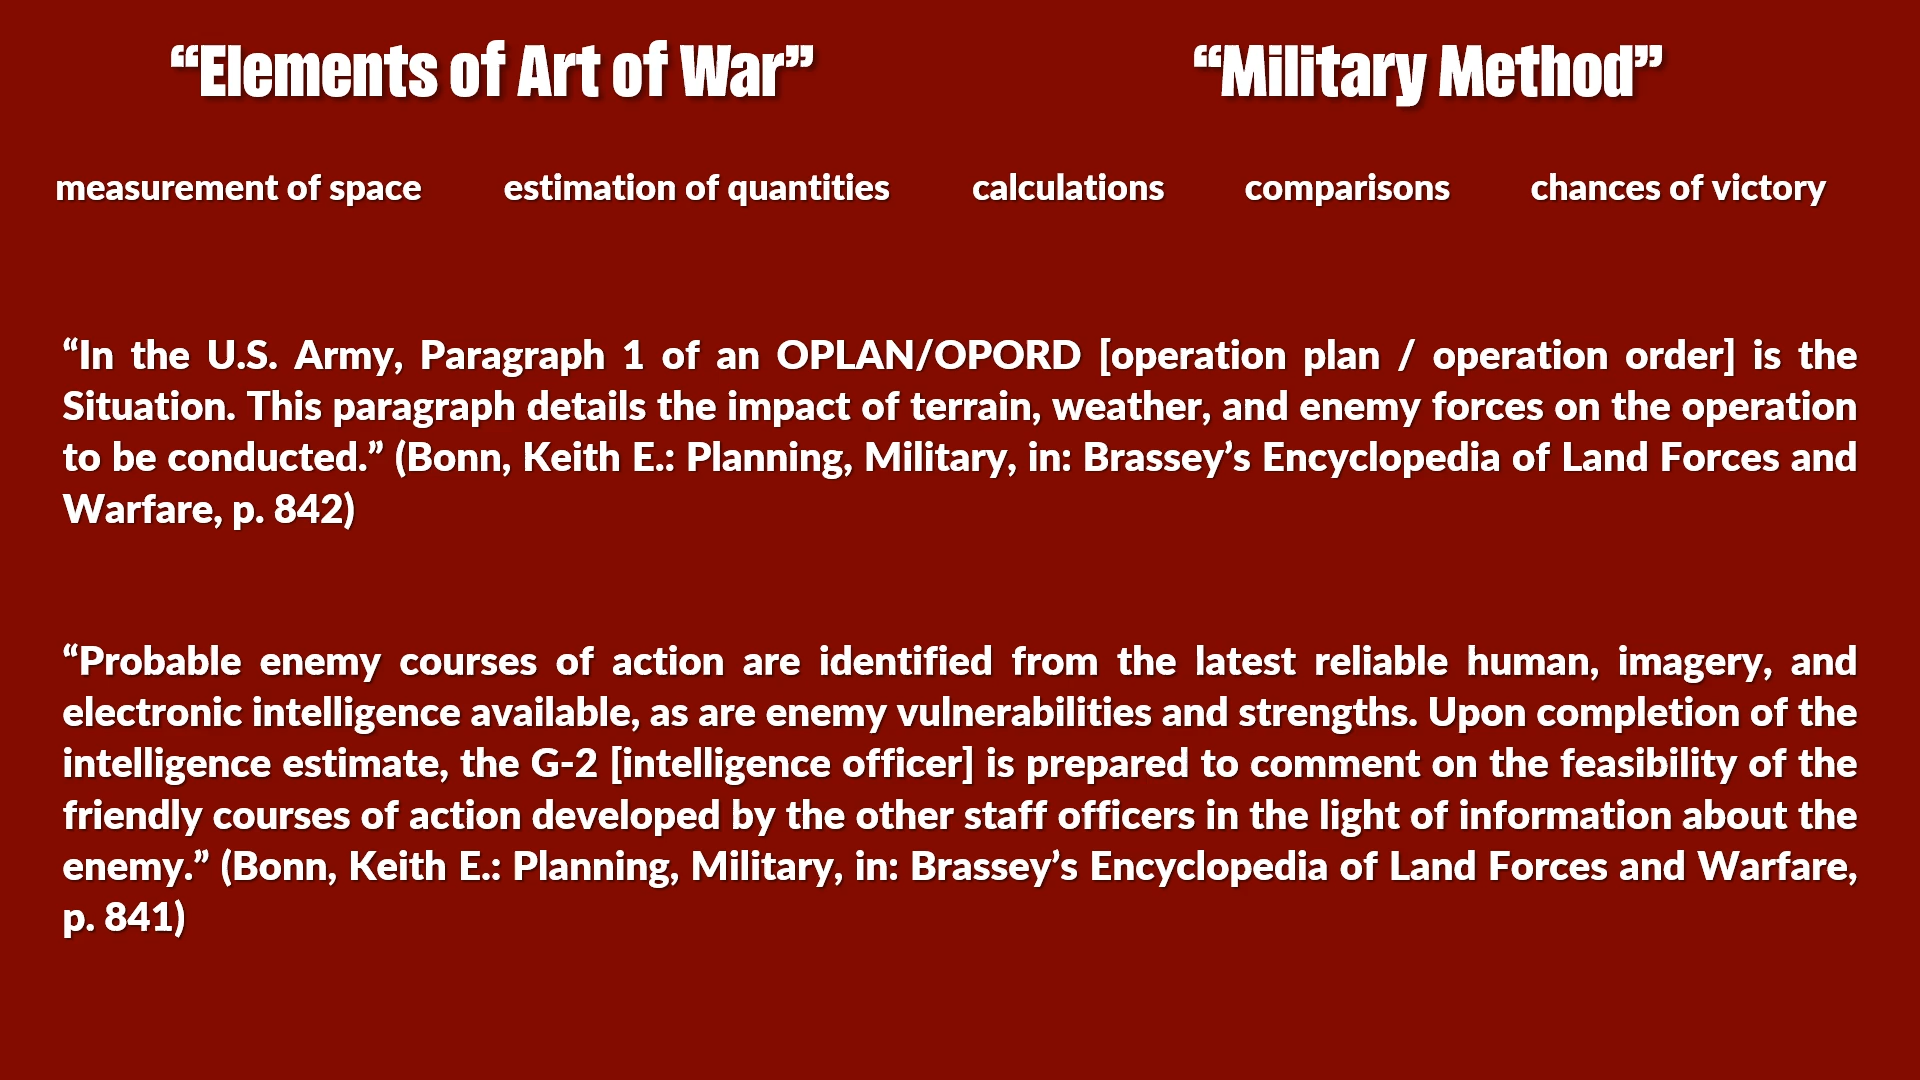 “Elements of Art of War” “Military Method”
measurement of space estimation of quantities calculations comparisons chances of victory
“In the U.S. Army, Paragraph 1 of an OPLAN/OPORD [operation plan / operation order] is the
Situation. This paragraph details the impact of terrain, weather, and enemy forces on the operation
to be conducted.” (Bonn, Keith E.: Planning, Military, in: Brassey’s Encyclopedia of Land Forces and
Warfare, p. 842)
“Probable enemy courses of action are identified from the latest reliable human, imagery, and
electronic intelligence available, as are enemy vulnerabilities and strengths. Upon completion of the
intelligence estimate, the G-2 [intelligence officer] is prepared to comment on the feasibility of the
friendly courses of action developed by the other staff officers in the light of information about the
enemy.” (Bonn, Keith E.: Planning, Military, in: Brassey’s Encyclopedia of Land Forces and Warfare,
p. 841)